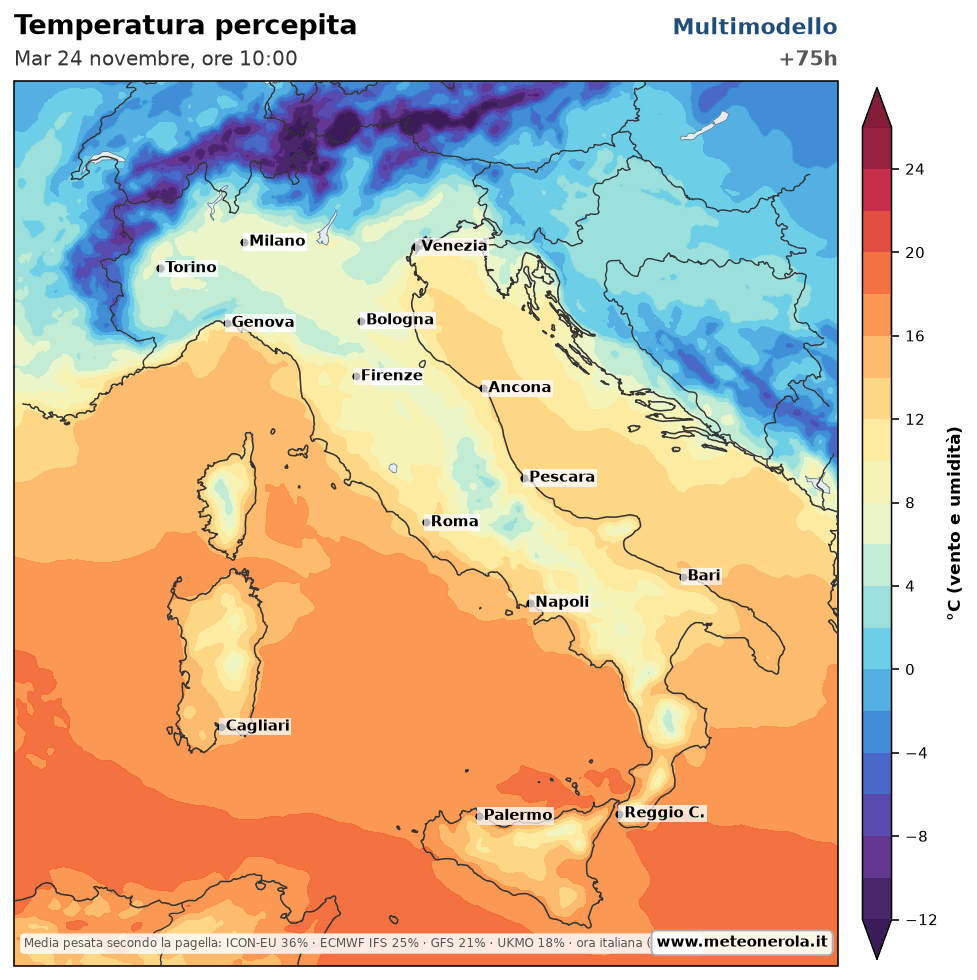 Temperatura percepita
Multimodello
Mar 24 novembre, ore 10:00
+75h
Milano
Venezia
Torino
Genova
Bologna
Firenze
Ancona
Pescara
Roma
Bari
Napoli
Cagliari
Palermo
Reggio C.
24
20
16
12
8
4
0
−4
−8
−12
°C (vento e umidità)
Media pesata secondo la pagella: ICON-EU 36% · ECMWF IFS 25% · GFS 21% · UKMO 18% · ora italiana (
www.meteonerola.it